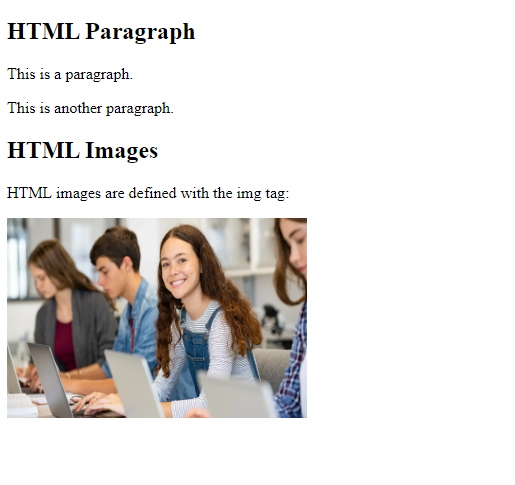 HTML Paragraph
This is a paragraph.
This is another paragraph.
HTML Images
HTML images are defined with the img tag: